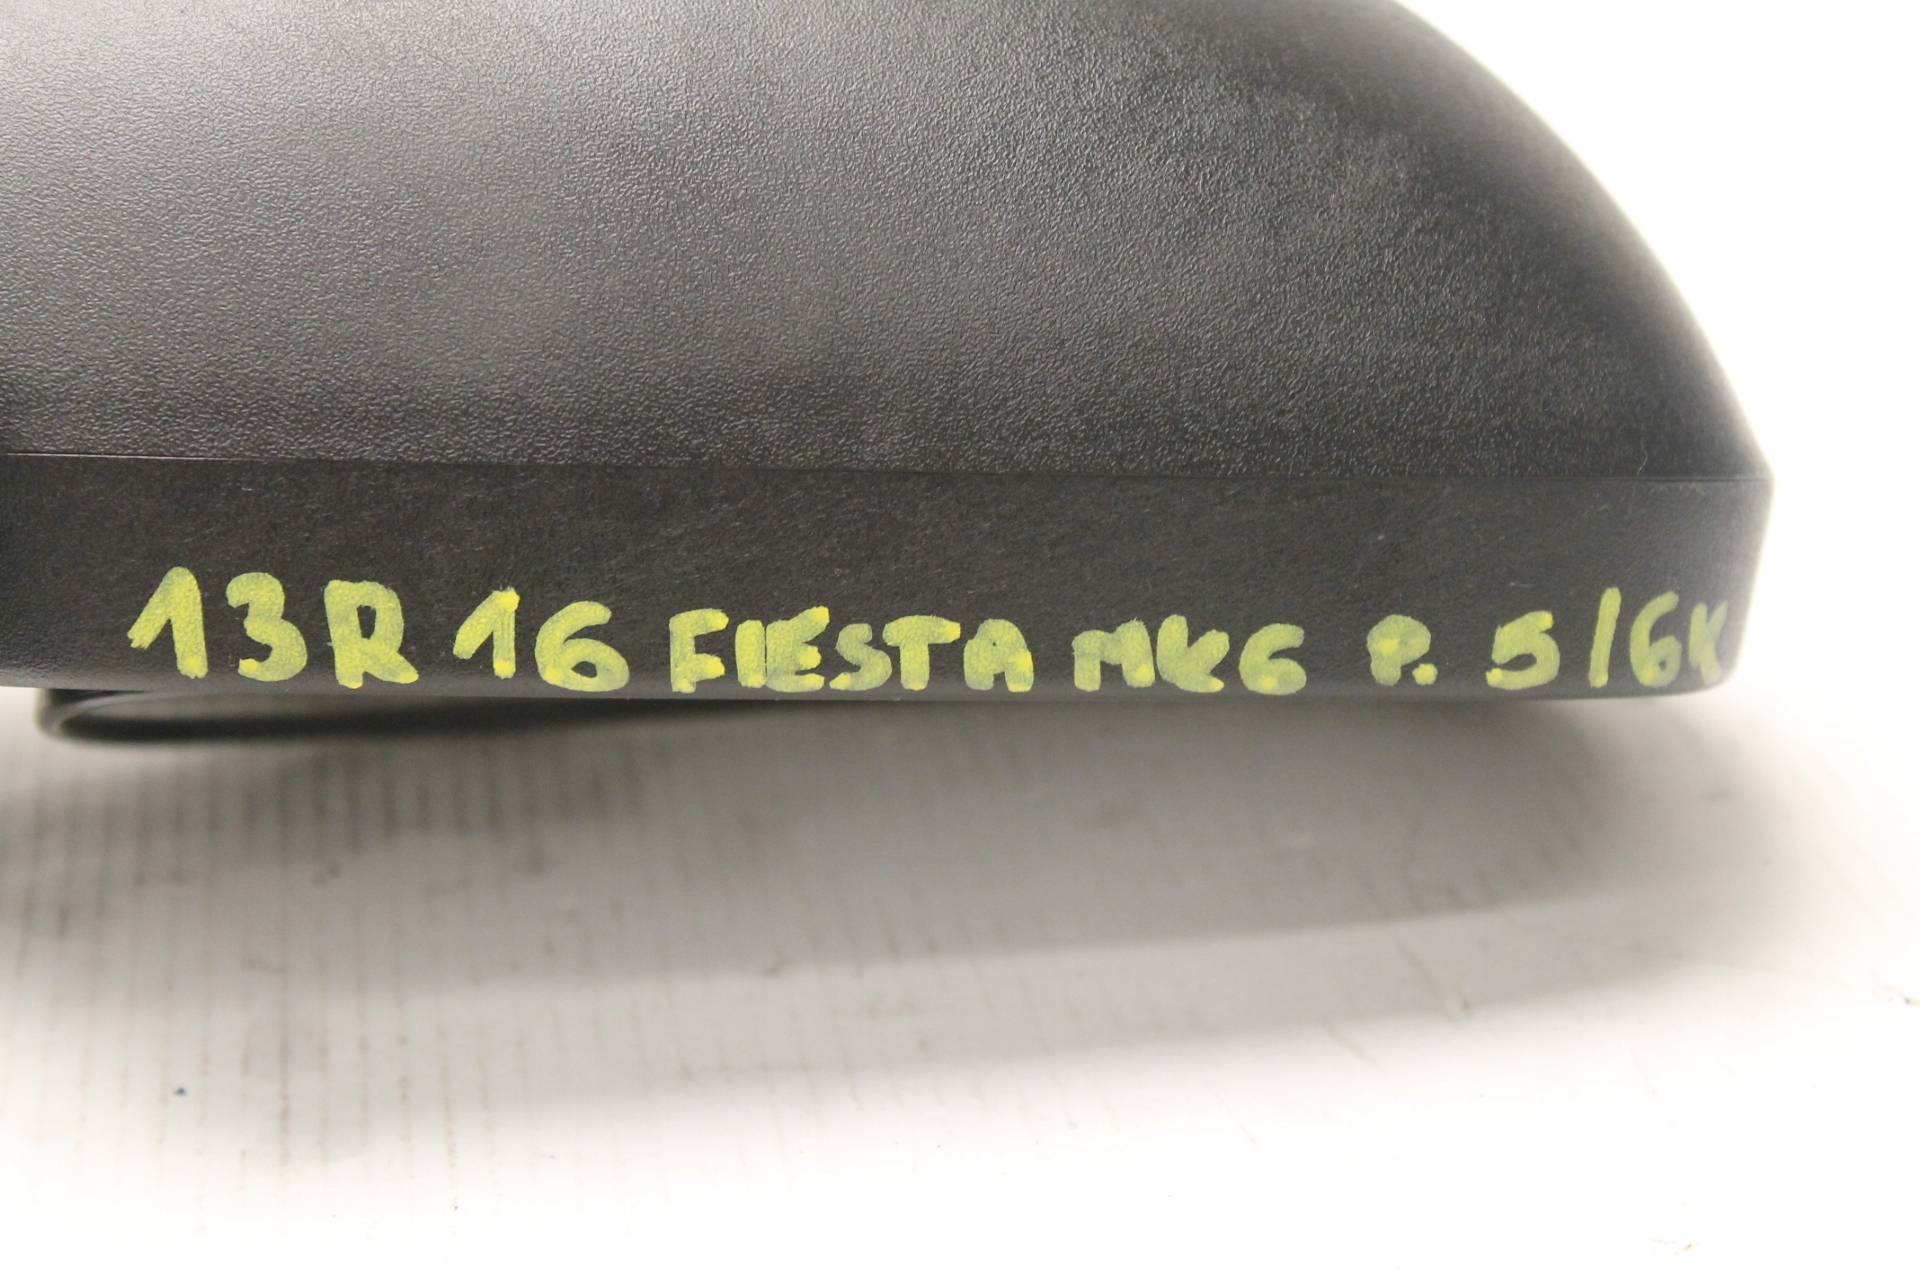 13R 16 FIESTA MK6 P. 5/6K